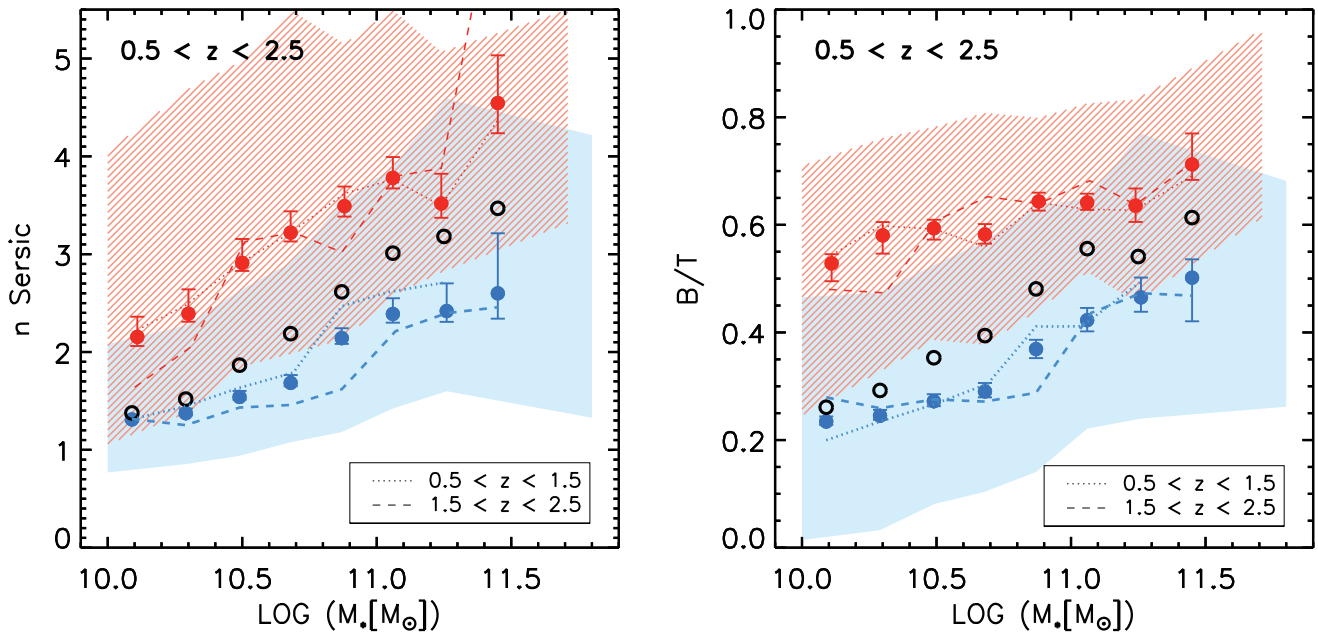 0.5 < z < 2.5
n Sersic
5
4
3
2
1
0
0.5 < z < 1.5
1.5 < z < 2.5
10.0 10.5 11.0 11.5
LOG (M*[M⊙])
0.5 < z < 2.5
B/T
1.0
0.8
0.6
0.4
0.2
0.0
0.5 < z < 1.5
1.5 < z < 2.5
10.0 10.5 11.0 11.5
LOG (M*[M⊙])